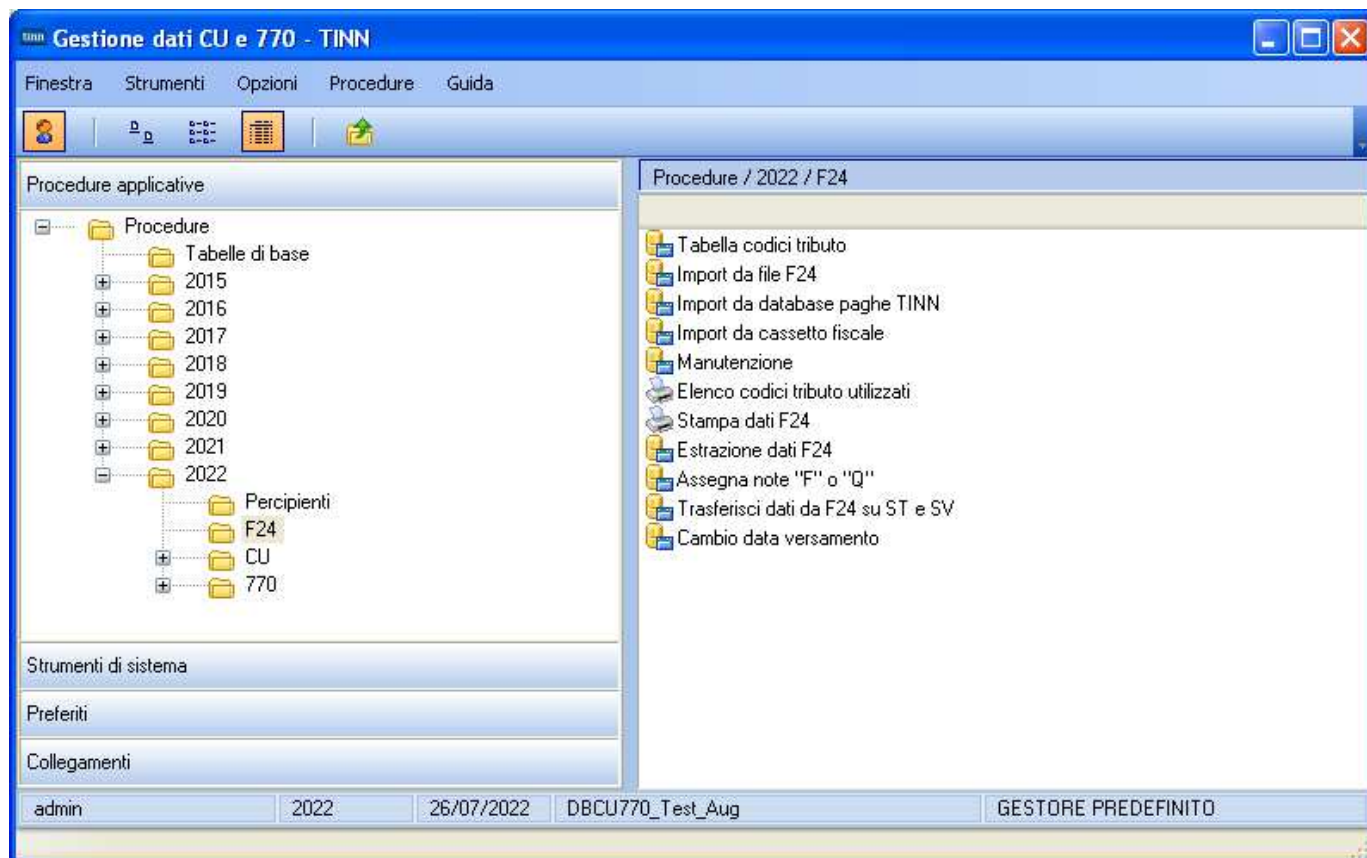 Gestione dati CU e 770 - TINN
Finestra Strumenti Opzioni Procedure Guida
Procedure applicative
Procedure
Tabelle di base
2015
2016
2017
2018
2019
2020
2021
2022
Percipienti
F24
CU
770
Strumenti di sistema
Preferiti
Collegamenti
Procedure / 2022 / F24
Tabella codici tributo
Import da file F24
Import da database paghe TINN
Import da cassetto fiscale
Manutenzione
Elenco codici tributo utilizzati
Stampa dati F24
Estrazione dati F24
Assegna note "F" o "Q"
Trasferisci dati da F24 su ST e SV
Cambio data versamento
admin 2022 26/07/2022 DBCU770_Test_Aug GESTORE PREDEFINITO